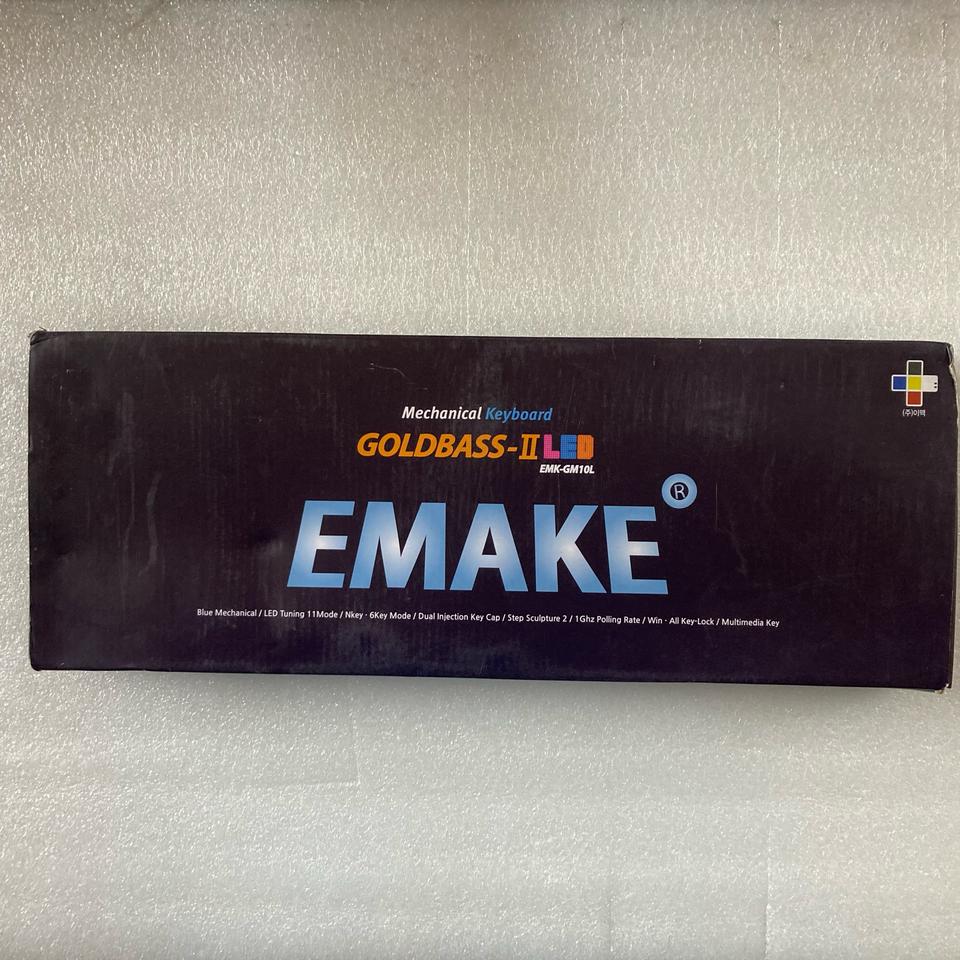 (주)이맥
Mechanical Keyboard
GOLDBASS-II LED
EMK-GM10L
EMAKE®
Blue Mechanical / LED Tuning 11Mode / Nkey · 6Key Mode / Dual Injection Key Cap / Step Sculpture 2 / 1Ghz Polling Rate / Win · All Key-Lock / Multimedia Key